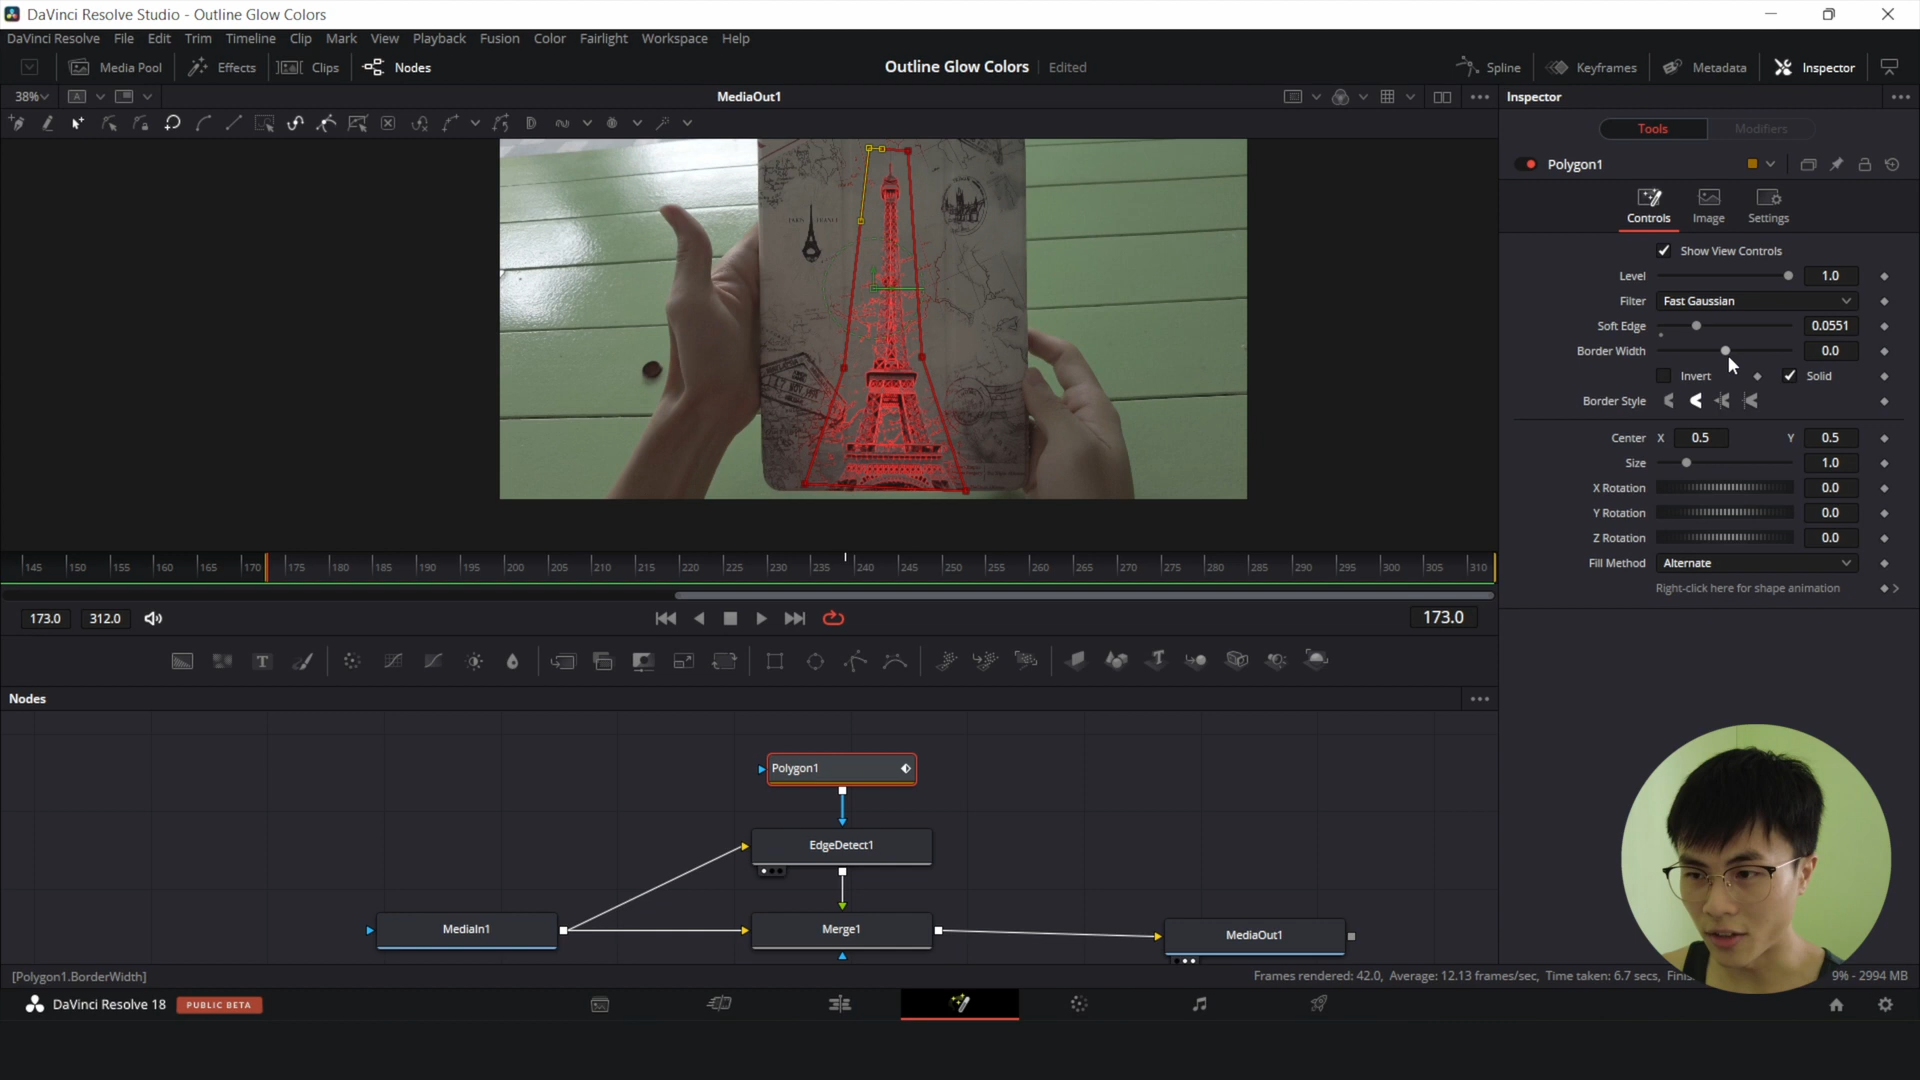 DaVinci Resolve Studio - Outline Glow Colors
DaVinci Resolve File Edit Trim Timeline Clip Mark View Playback Fusion Color Fairlight Workspace Help
Media Pool Effects Clips Nodes Outline Glow Colors Edited Spline Keyframes Metadata Inspector
38% A MediaOut1 Inspector
Tools Modifiers
Polygon1
Controls Image Settings
Show View Controls
Level 1.0
Filter Fast Gaussian
Soft Edge 0.0551
Border Width 0.0
Invert Solid
Border Style
Center X 0.5 Y 0.5
Size 1.0
X Rotation 0.0
Y Rotation 0.0
Z Rotation 0.0
Fill Method Alternate
Right-click here for shape animation
PARIS FRANCE
145 150 155 160 165 170 175 180 185 190 195 200 205 210 215 220 225 230 235 240 245 250 255 260 265 270 275 280 285 290 295 300 305 310
173.0 312.0 173.0
Nodes
Polygon1
EdgeDetect1
MediaIn1 Merge1 MediaOut1
[Polygon1.BorderWidth] Frames rendered: 42.0, Average: 12.13 frames/sec, Time taken: 6.7 secs, 9% - 2994 MB
DaVinci Resolve 18 PUBLIC BETA